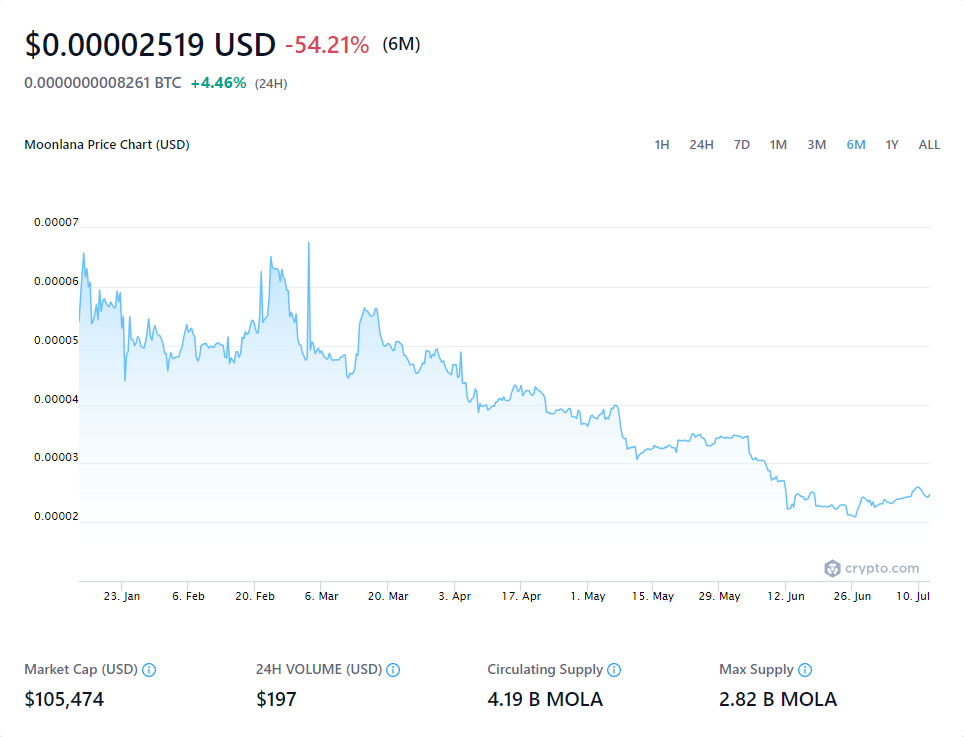 $0.00002519 USD -54.21% (6M)
0.0000000008261 BTC +4.46% (24H)
Moonlana Price Chart (USD) 1H 24H 7D 1M 3M 6M 1Y ALL
0.00007
0.00006
0.00005
0.00004
0.00003
0.00002
crypto.com
23. Jan 6. Feb 20. Feb 6. Mar 20. Mar 3. Apr 17. Apr 1. May 15. May 29. May 12. Jun 26. Jun 10. Jul
Market Cap (USD) 24H VOLUME (USD) Circulating Supply Max Supply
$105,474 $197 4.19 B MOLA 2.82 B MOLA